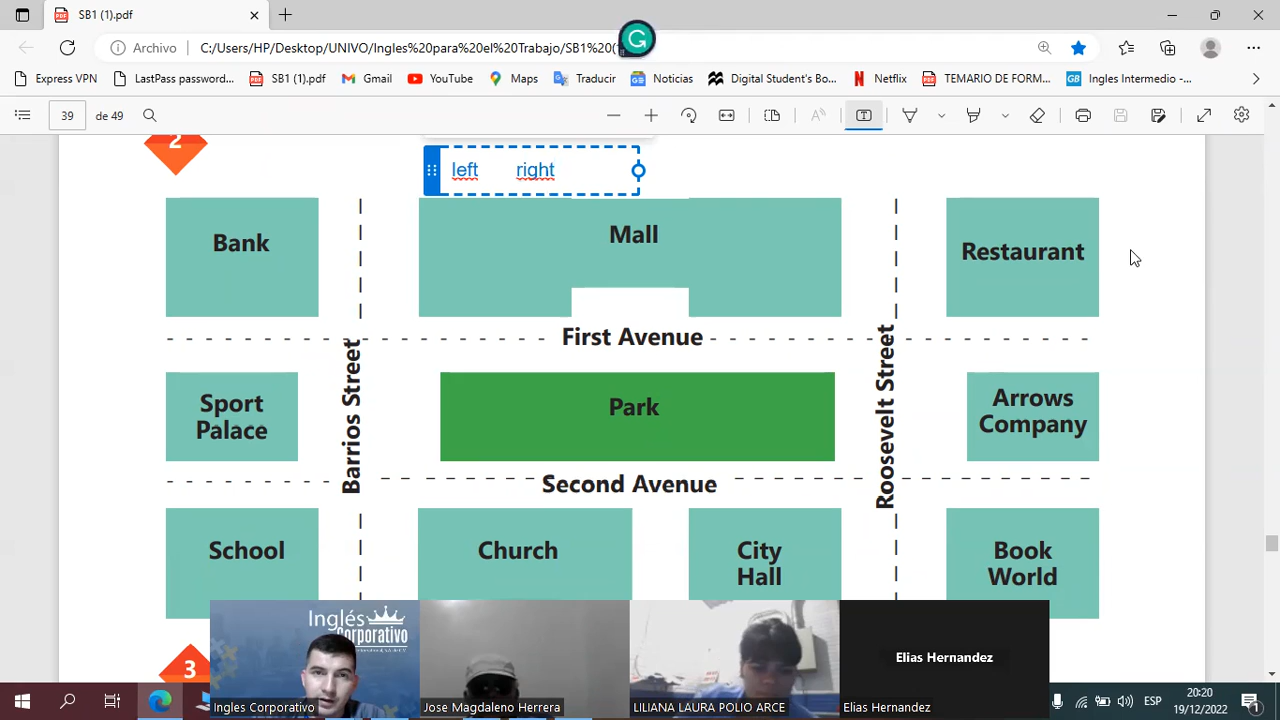 SB1 (1).pdf
Archivo C:/Users/HP/Desktop/UNIVO/Ingles%20para%20el%20Trabajo/SB1%20(
Express VPN LastPass password... SB1 (1).pdf Gmail YouTube Maps Traducir Noticias Digital Student's Bo... Netflix TEMARIO DE FORM... Ingles Intermedio -...
39 de 49
2
left right
Bank
Mall
Restaurant
First Avenue
Barrios Street
Roosevelt Street
Sport
Palace
Park
Arrows
Company
Second Avenue
School
Church
City
Hall
Book
World
3
Inglés
Corporativo
Elias Hernandez
Ingles Corporativo
Jose Magdaleno Herrera
LILIANA LAURA POLIO ARCE
Elias Hernandez
ESP
20:20
19/12/2022